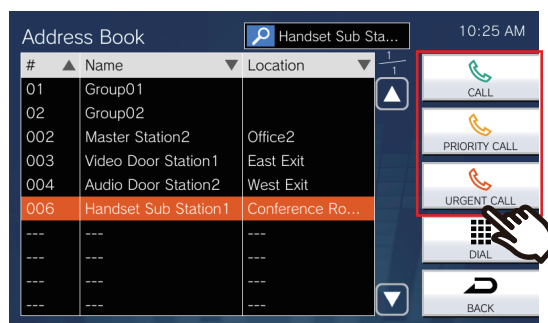 Address Book
Handset Sub Sta...
10:25 AM
# Name Location
1/1
01 Group01
02 Group02
002 Master Station2 Office2
003 Video Door Station1 East Exit
004 Audio Door Station2 West Exit
006 Handset Sub Station1 Conference Ro...
--- --- ---
--- --- ---
--- --- ---
--- --- ---
CALL
PRIORITY CALL
URGENT CALL
DIAL
BACK